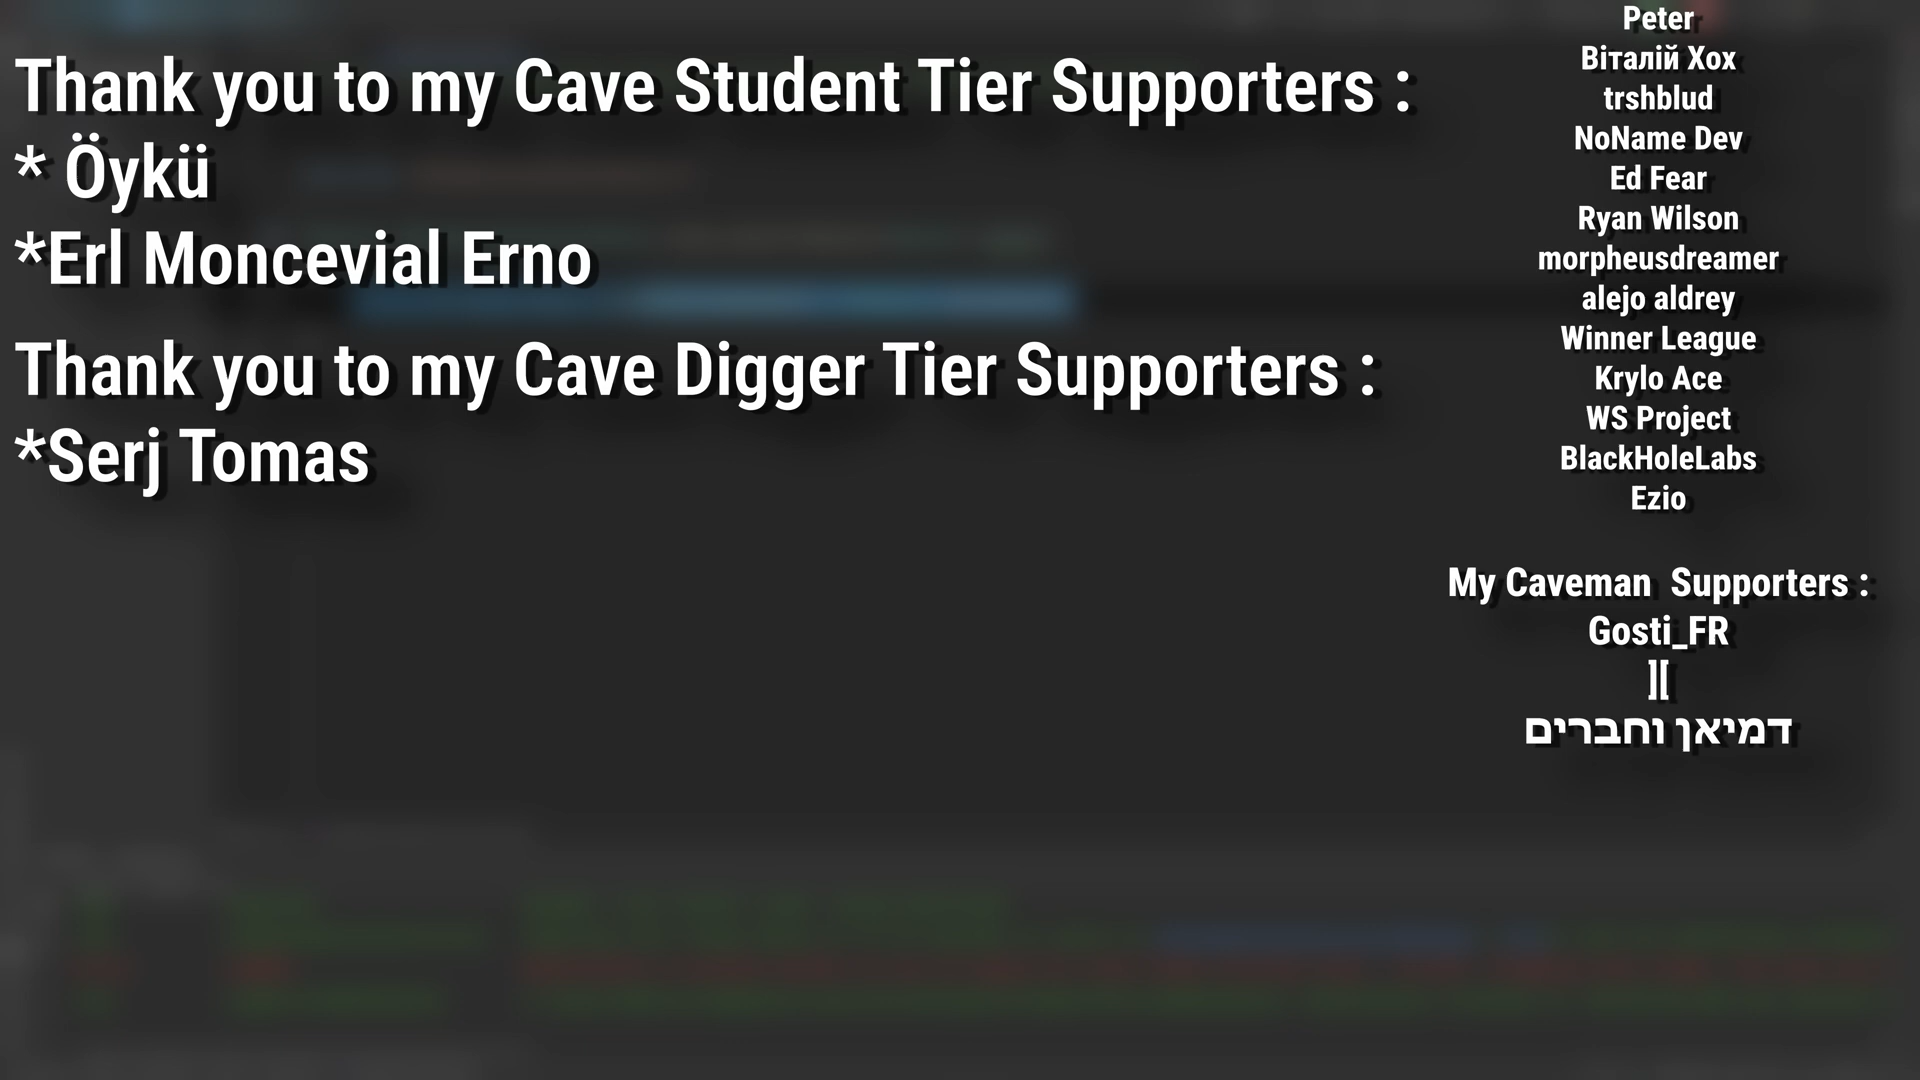 Thank you to my Cave Student Tier Supporters :
* Öykü
*Erl Moncevial Erno
Thank you to my Cave Digger Tier Supporters :
*Serj Tomas
Peter
Віталій Хох
trshblud
NoName Dev
Ed Fear
Ryan Wilson
morpheusdreamer
alejo aldrey
Winner League
Krylo Ace
WS Project
BlackHoleLabs
Ezio
My Caveman  Supporters :
Gosti_FR
][
דמיאן וחברים